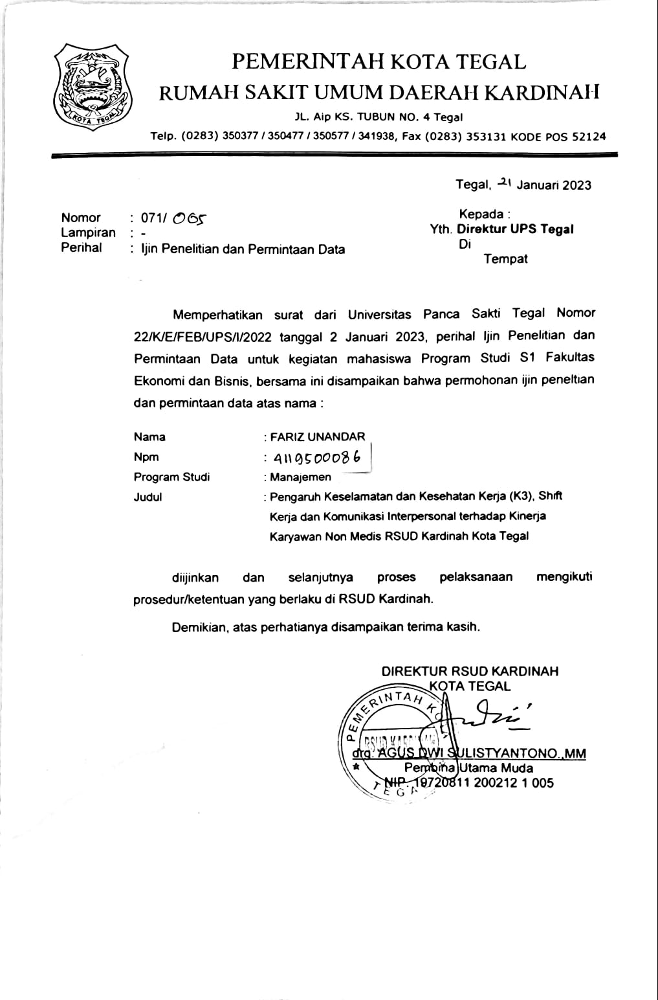 PEMERINTAH KOTA TEGAL
RUMAH SAKIT UMUM DAERAH KARDINAH
JL. Aip KS. TUBUN NO. 4 Tegal
Telp. (0283) 350377 / 350477 / 350577 / 341938, Fax (0283) 353131 KODE POS 52124
KOTA TEGAL
Tegal, 21 Januari 2023
Nomor : 071/ 065
Lampiran : -
Perihal : Ijin Penelitian dan Permintaan Data
Kepada :
Yth. Direktur UPS Tegal
Di
Tempat
Memperhatikan surat dari Universitas Panca Sakti Tegal Nomor
22/K/E/FEB/UPS/I/2022 tanggal 2 Januari 2023, perihal Ijin Penelitian dan
Permintaan Data untuk kegiatan mahasiswa Program Studi S1 Fakultas
Ekonomi dan Bisnis, bersama ini disampaikan bahwa permohonan ijin peneltian
dan permintaan data atas nama :
Nama : FARIZ UNANDAR
Npm : 4119500086
Program Studi : Manajemen
Judul : Pengaruh Keselamatan dan Kesehatan Kerja (K3), Shift
Kerja dan Komunikasi Interpersonal terhadap Kinerja
Karyawan Non Medis RSUD Kardinah Kota Tegal
diijinkan dan selanjutnya proses pelaksanaan mengikuti
prosedur/ketentuan yang berlaku di RSUD Kardinah.
Demikian, atas perhatianya disampaikan terima kasih.
DIREKTUR RSUD KARDINAH
KOTA TEGAL
PEMERINTAH KOTA
RSUD KARDINAH
TEGAL
drg. AGUS DWI SULISTYANTONO.,MM
Pembina Utama Muda
NIP. 19720811 200212 1 005